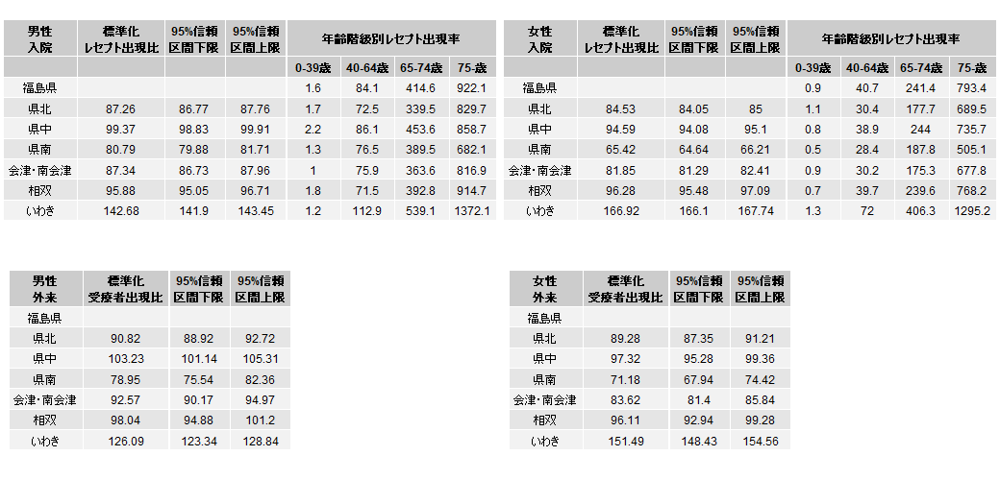 男性 標準化 95%信頼 95%信頼 年齢階級別レセプト出現率
入院 レセプト出現比 区間下限 区間上限
0-39歳 40-64歳 65-74歳 75-歳
福島県 1.6 84.1 414.6 922.1
県北 87.26 86.77 87.76 1.7 72.5 339.5 829.7
県中 99.37 98.83 99.91 2.2 86.1 453.6 858.7
県南 80.79 79.88 81.71 1.3 76.5 389.5 682.1
会津・南会津 87.34 86.73 87.96 1 75.9 363.6 816.9
相双 95.88 95.05 96.71 1.8 71.5 392.8 914.7
いわき 142.68 141.9 143.45 1.2 112.9 539.1 1372.1
女性 標準化 95%信頼 95%信頼 年齢階級別レセプト出現率
入院 レセプト出現比 区間下限 区間上限
0-39歳 40-64歳 65-74歳 75-歳
福島県 0.9 40.7 241.4 793.4
県北 84.53 84.05 85 1.1 30.4 177.7 689.5
県中 94.59 94.08 95.1 0.8 38.9 244 735.7
県南 65.42 64.64 66.21 0.5 28.4 187.8 505.1
会津・南会津 81.85 81.29 82.41 0.9 30.2 175.3 677.8
相双 96.28 95.48 97.09 0.7 39.7 239.6 768.2
いわき 166.92 166.1 167.74 1.3 72 406.3 1295.2
男性 標準化 95%信頼 95%信頼
外来 受療者出現比 区間下限 区間上限
福島県
県北 90.82 88.92 92.72
県中 103.23 101.14 105.31
県南 78.95 75.54 82.36
会津・南会津 92.57 90.17 94.97
相双 98.04 94.88 101.2
いわき 126.09 123.34 128.84
女性 標準化 95%信頼 95%信頼
外来 受療者出現比 区間下限 区間上限
福島県
県北 89.28 87.35 91.21
県中 97.32 95.28 99.36
県南 71.18 67.94 74.42
会津・南会津 83.62 81.4 85.84
相双 96.11 92.94 99.28
いわき 151.49 148.43 154.56